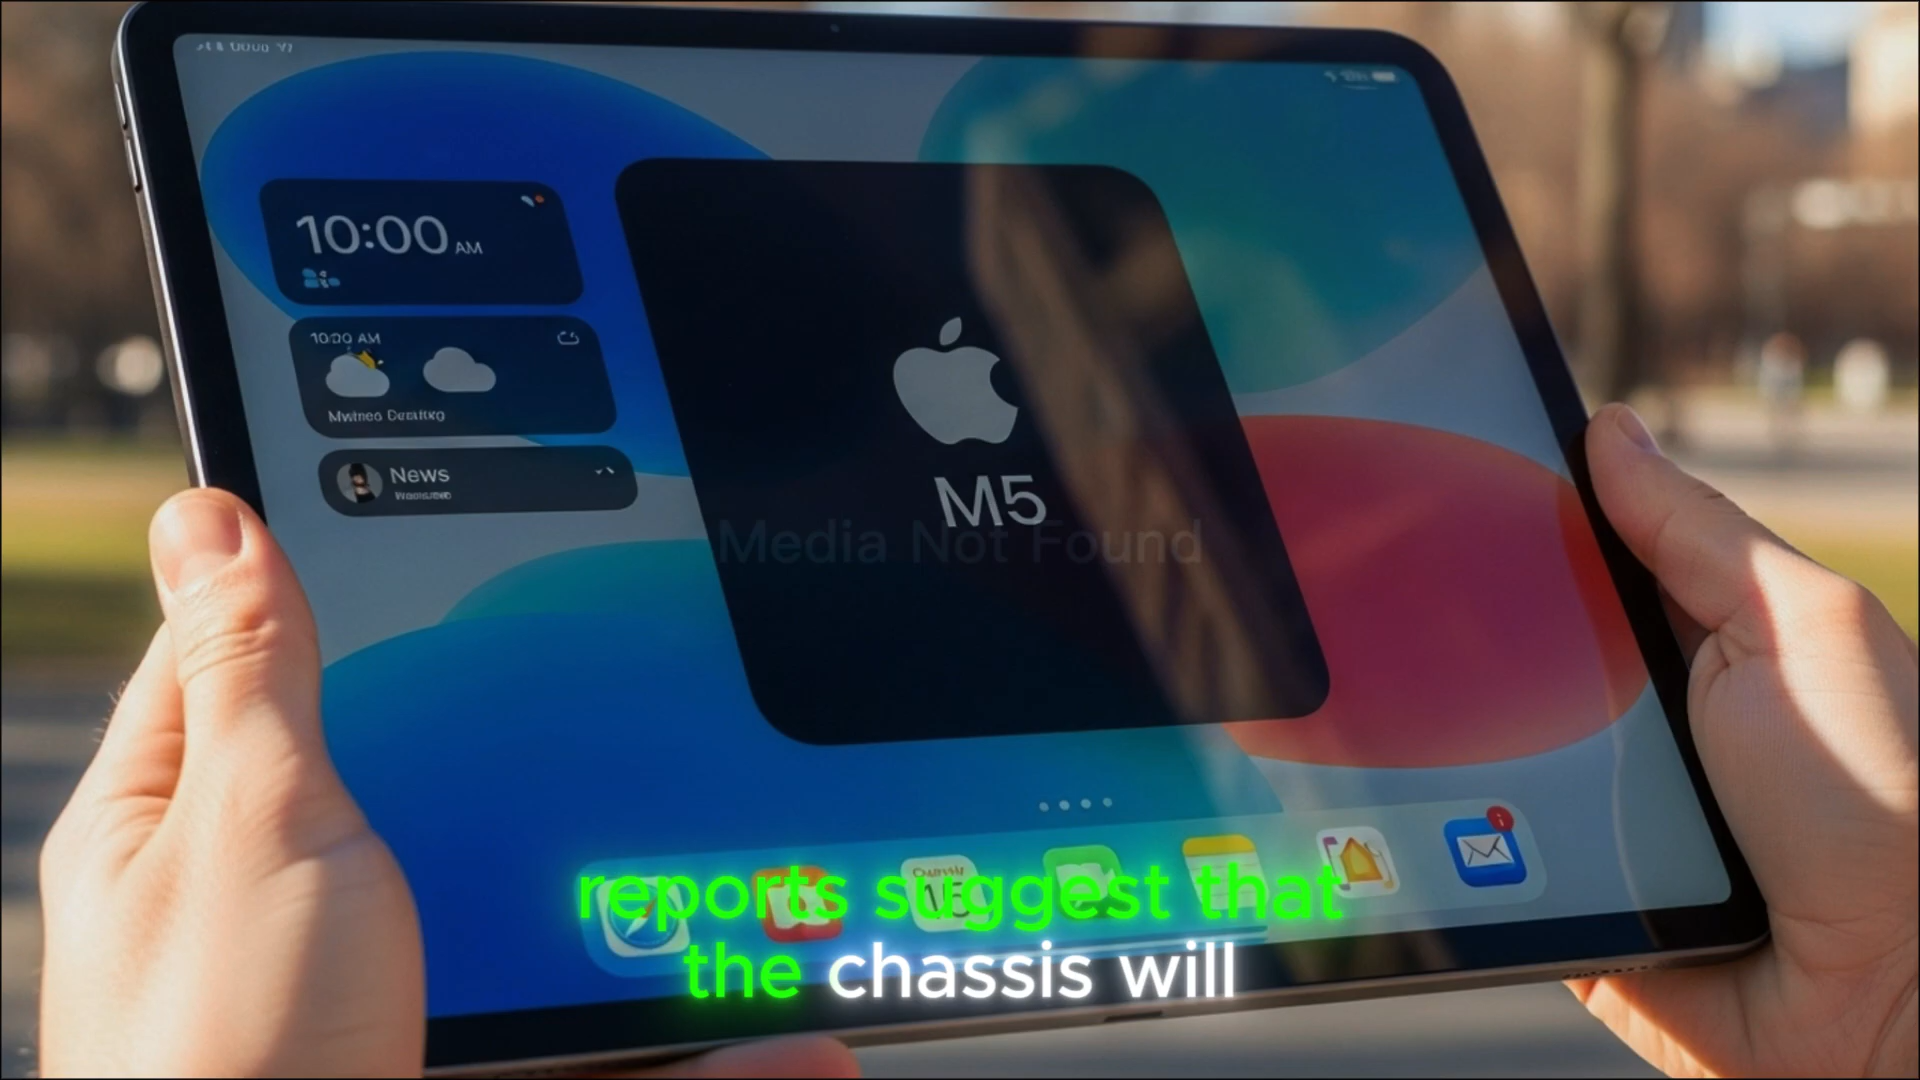 10:00 AM
10:00 AM
News
M5
Media Not Found
reports suggest that
the chassis will